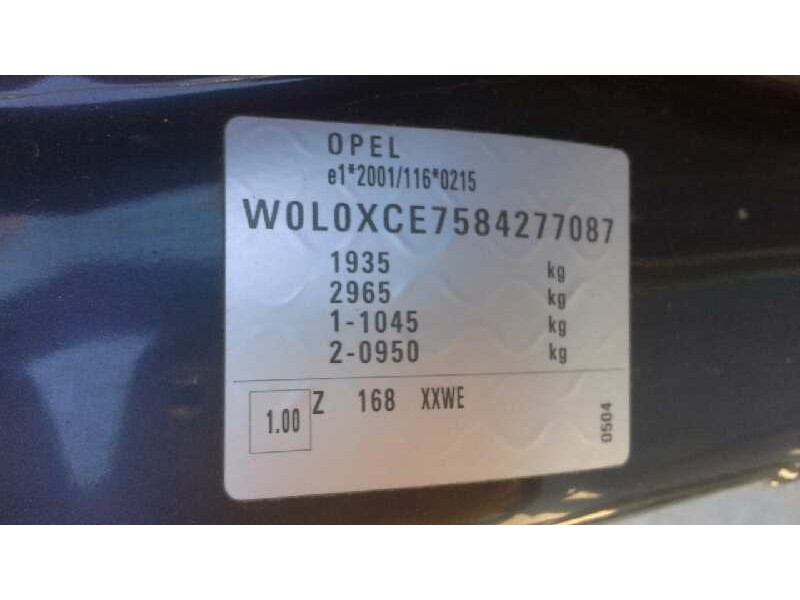 OPEL
e1*2001/116*0215
W0L0XCE7584277087
1935 kg
2965 kg
1-1045 kg
2-0950 kg
1.00 Z 168 XXWE
0504